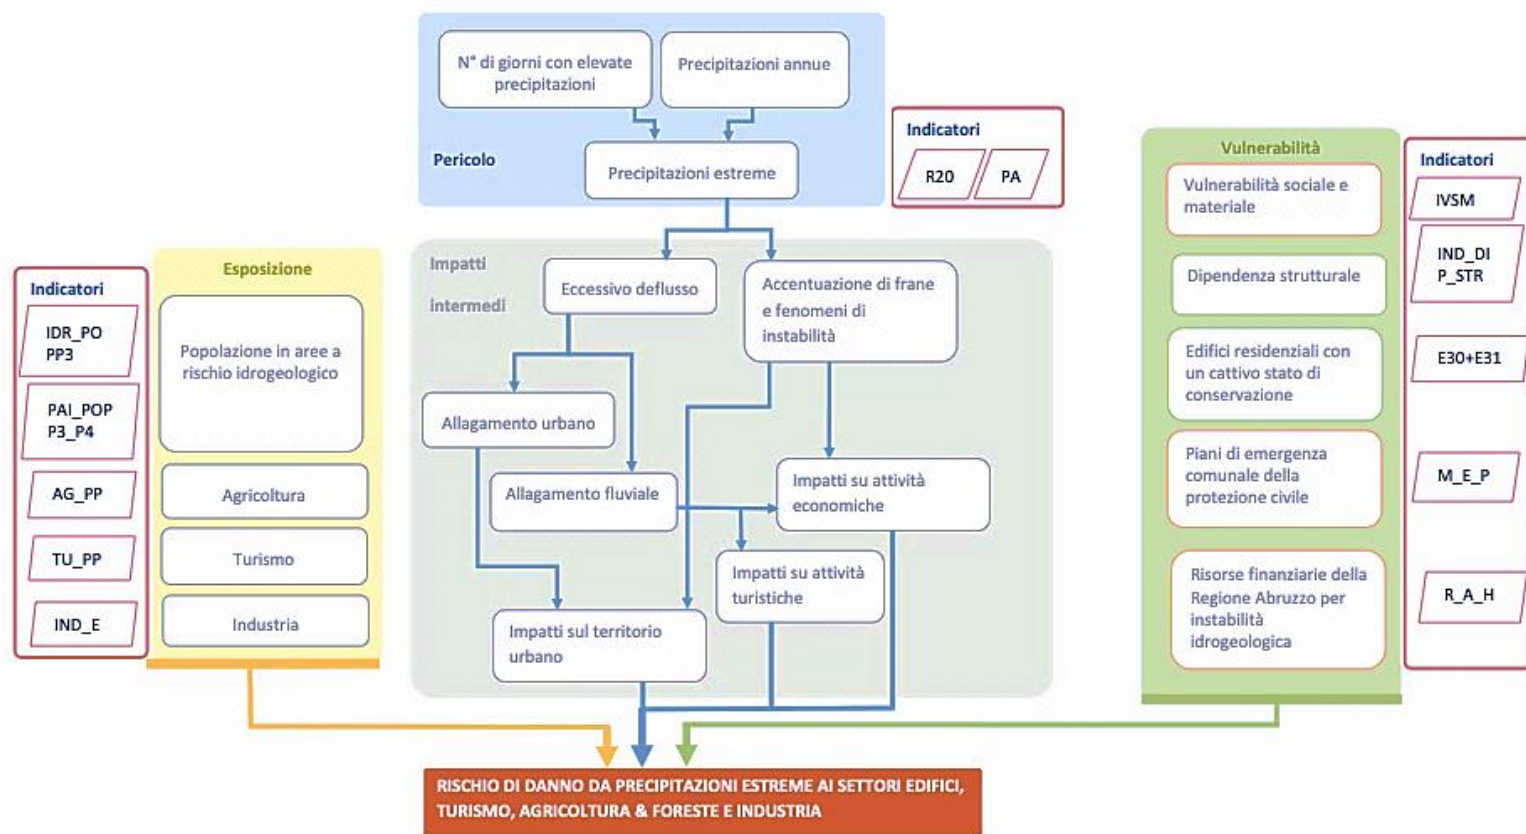 N° di giorni con elevate
precipitazioni
Precipitazioni annue
Pericolo
Precipitazioni estreme
Indicatori
R20
PA
Indicatori
IDR_PO
PP3
PAI_POP
P3_P4
AG_PP
TU_PP
IND_E
Esposizione
Popolazione in aree a
rischio idrogeologico
Agricoltura
Turismo
Industria
Impatti
intermedi
Eccessivo deflusso
Accentuazione di frane
e fenomeni di
instabilità
Allagamento urbano
Allagamento fluviale
Impatti su attività
economiche
Impatti su attività
turistiche
Impatti sul territorio
urbano
Vulnerabilità
Vulnerabilità sociale e
materiale
Dipendenza strutturale
Edifici residenziali con
un cattivo stato di
conservazione
Piani di emergenza
comunale della
protezione civile
Risorse finanziarie della
Regione Abruzzo per
instabilità
idrogeologica
Indicatori
IVSM
IND_DI
P_STR
E30+E31
M_E_P
R_A_H
RISCHIO DI DANNO DA PRECIPITAZIONI ESTREME AI SETTORI EDIFICI,
TURISMO, AGRICOLTURA & FORESTE E INDUSTRIA